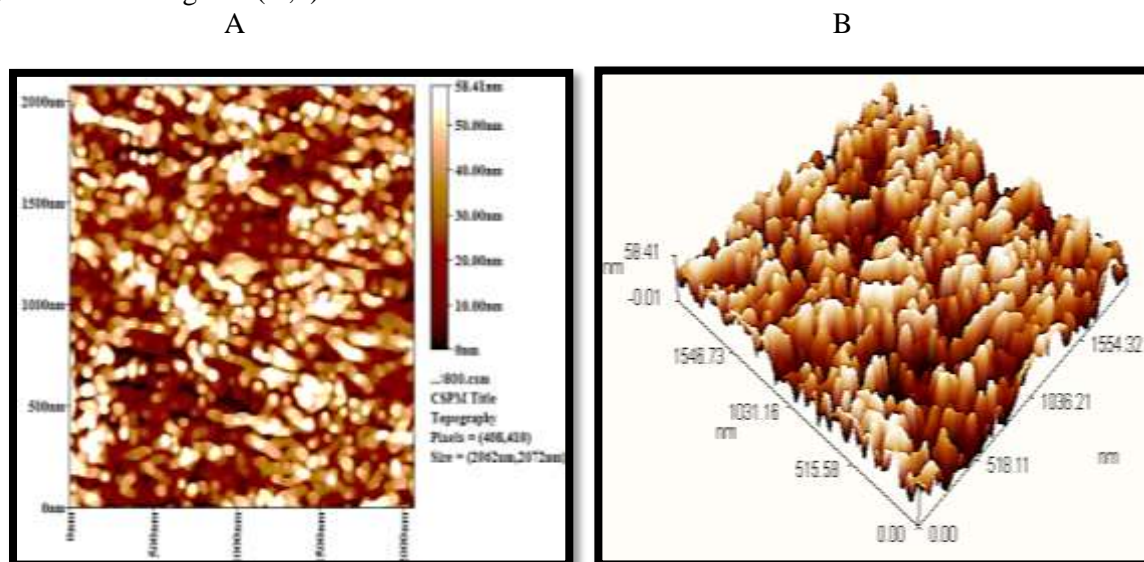 A
B
2000nm
1500nm
1000nm
500nm
0nm
58.41nm
50.00nm
40.00nm
30.00nm
20.00nm
10.00nm
0nm
CSPM Title
Topography
Pixels = (408,410)
Size = (2062nm,2072nm)
58.41
nm
-0.01
1546.73
1031.16
nm
515.58
0.00
0.00
518.11
nm
1036.21
1554.32